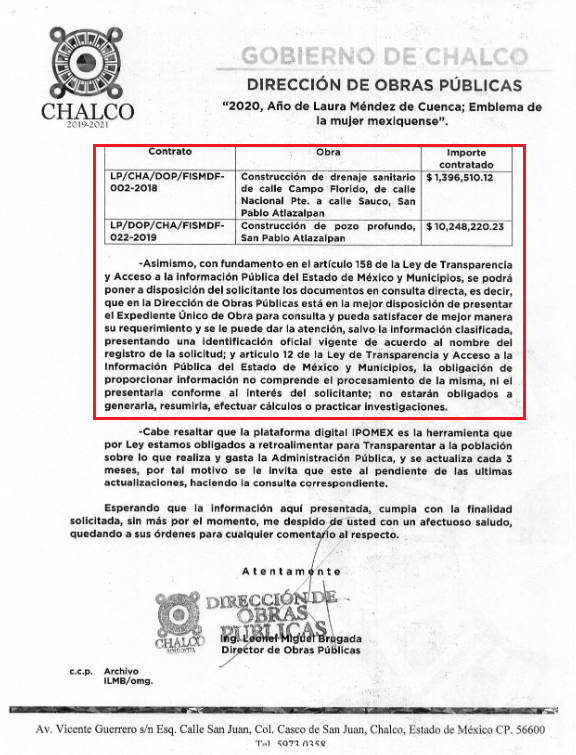 GOBIERNO DE CHALCO
DIRECCIÓN DE OBRAS PÚBLICAS
CHALCO
2019-2021
“2020, Año de Laura Méndez de Cuenca; Emblema de
la mujer mexiquense”.
Contrato Obra Importe
contratado
LP/CHA/DOP/FISMDF- Construcción de drenaje sanitario $ 1,396,510.12
002-2018 de calle Campo Florido, de calle
Nacional Pte. a calle Sauco, San
Pablo Atlazalpan
LP/DOP/CHA/FISMDF- Construcción de pozo profundo, $ 10,248,220.23
022-2019 San Pablo Atlazalpan
-Asimismo, con fundamento en el artículo 158 de la Ley de Transparencia
y Acceso a la información Pública del Estado de México y Municipios, se podrá
poner a disposición del solicitante los documentos en consulta directa, es decir,
que en la Dirección de Obras Públicas está en la mejor disposición de presentar
el Expediente Único de Obra para consulta y pueda satisfacer de mejor manera
su requerimiento y se le puede dar la atención, salvo la información clasificada,
presentando una identificación oficial vigente de acuerdo al nombre del
registro de la solicitud; y articulo 12 de la Ley de Transparencia y Acceso a la
Información Pública del Estado de México y Municipios, la obligación de
proporcionar información no comprende el procesamiento de la misma, ni el
presentarla conforme al interés del solicitante; no estarán obligados a
generarla, resumirla, efectuar cálculos o practicar investigaciones.
-Cabe resaltar que la plataforma digital IPOMEX es la herramienta que
por Ley estamos obligados a retroalimentar para Transparentar a la población
sobre lo que realiza y gasta la Administración Pública, y se actualiza cada 3
meses, por tal motivo se le invita que este al pendiente de las ultimas
actualizaciones, haciendo la consulta correspondiente.
Esperando que la información aquí presentada, cumpla con la finalidad
solicitada, sin más por el momento, me despido de usted con un afectuoso saludo,
quedando a sus órdenes para cualquier comentario al respecto.
Atentamente
DIRECCIÓN DE
OBRAS
PÚBLICAS
CHALCO
2019-2021
Ing. Leonel Miguel Brugada
Director de Obras Públicas
c.c.p. Archivo
ILMB/omg.
Av. Vicente Guerrero s/n Esq. Calle San Juan, Col. Casco de San Juan, Chalco, Estado de México CP. 56600
Tel. 5973 0358